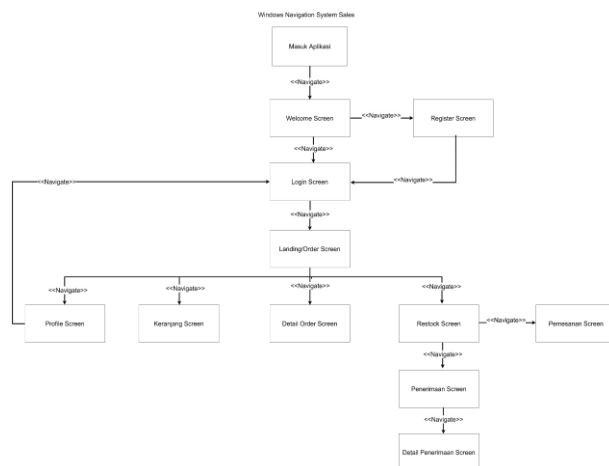 Windows Navigation System Sales
Masuk Aplikasi
<<Navigate>>
Welcome Screen
<<Navigate>>
Register Screen
<<Navigate>>
<<Navigate>>
<<Navigate>>
Login Screen
<<Navigate>>
Landing/Order Screen
<<Navigate>>
<<Navigate>>
<<Navigate>>
<<Navigate>>
Profile Screen
Keranjang Screen
Detail Order Screen
Restock Screen
<<Navigate>>
Pemesanan Screen
<<Navigate>>
Penerimaan Screen
<<Navigate>>
Detail Penerimaan Screen